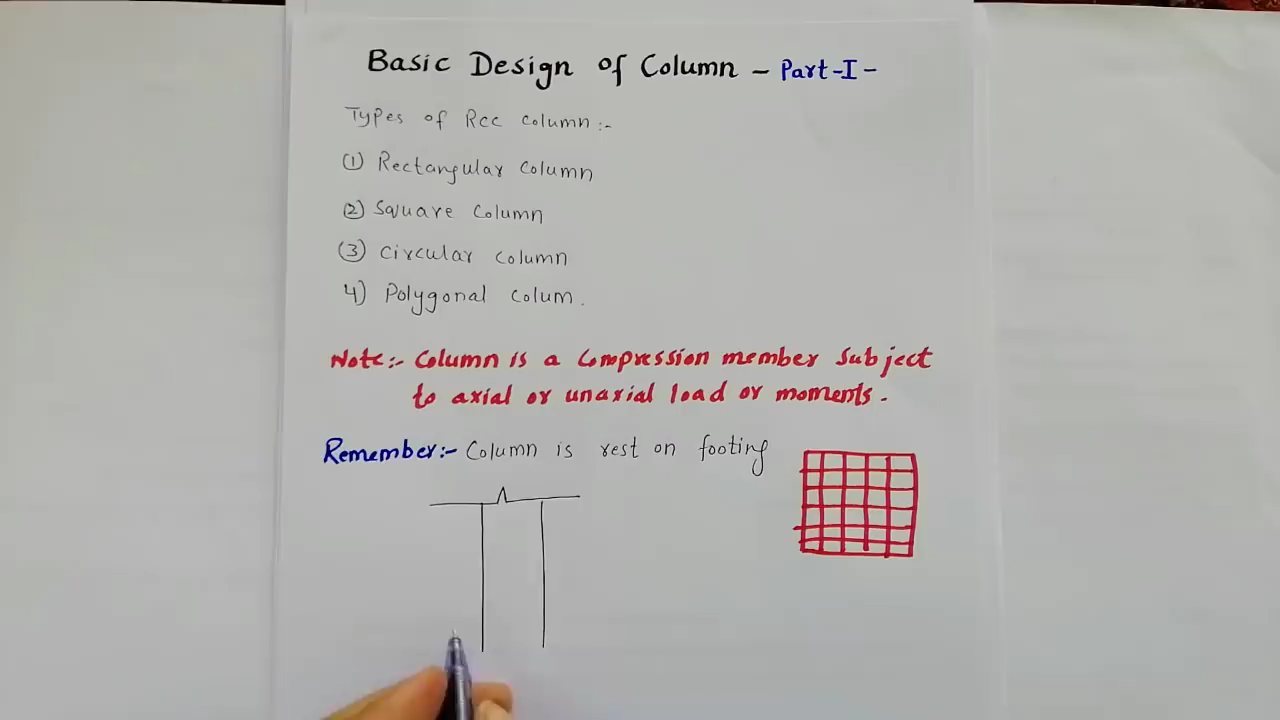 Basic Design of Column - Part-I-
Types of Rcc column:-
(1) Rectangular column
(2) Square column
(3) circular column
4) Polygonal colum.
Note:- Column is a Compression member subject
to axial or unaxial load or moments.
Remember:- Column is rest on footing